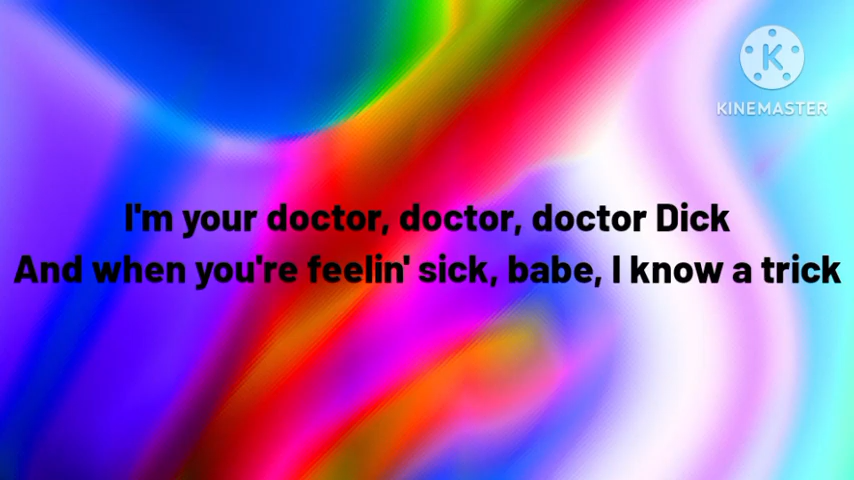 KINEMASTER
I'm your doctor, doctor, doctor Dick
And when you're feelin' sick, babe, I know a trick